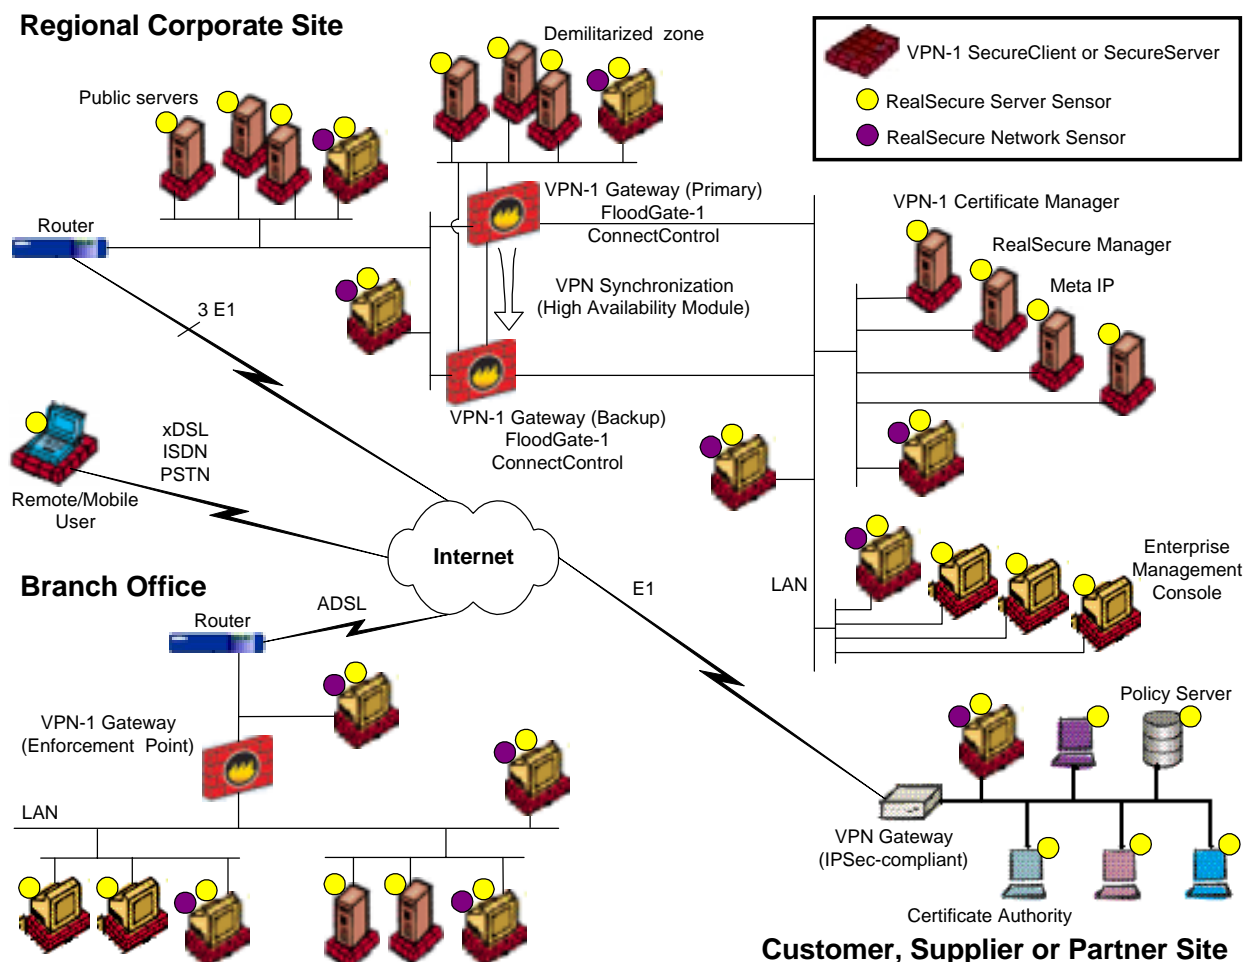 Regional Corporate Site
Demilitarized zone
Public servers
VPN-1 SecureClient or SecureServer
RealSecure Server Sensor
RealSecure Network Sensor
Router
VPN-1 Gateway (Primary)
FloodGate-1
ConnectControl
VPN-1 Certificate Manager
RealSecure Manager
Meta IP
VPN Synchronization
(High Availability Module)
3 E1
VPN-1 Gateway (Backup)
FloodGate-1
ConnectControl
xDSL
ISDN
PSTN
Remote/Mobile
User
Internet
Enterprise
Management
Console
LAN
E1
Branch Office
ADSL
Router
VPN-1 Gateway
(Enforcement Point)
LAN
Policy Server
VPN Gateway
(IPSec-compliant)
Certificate Authority
Customer, Supplier or Partner Site